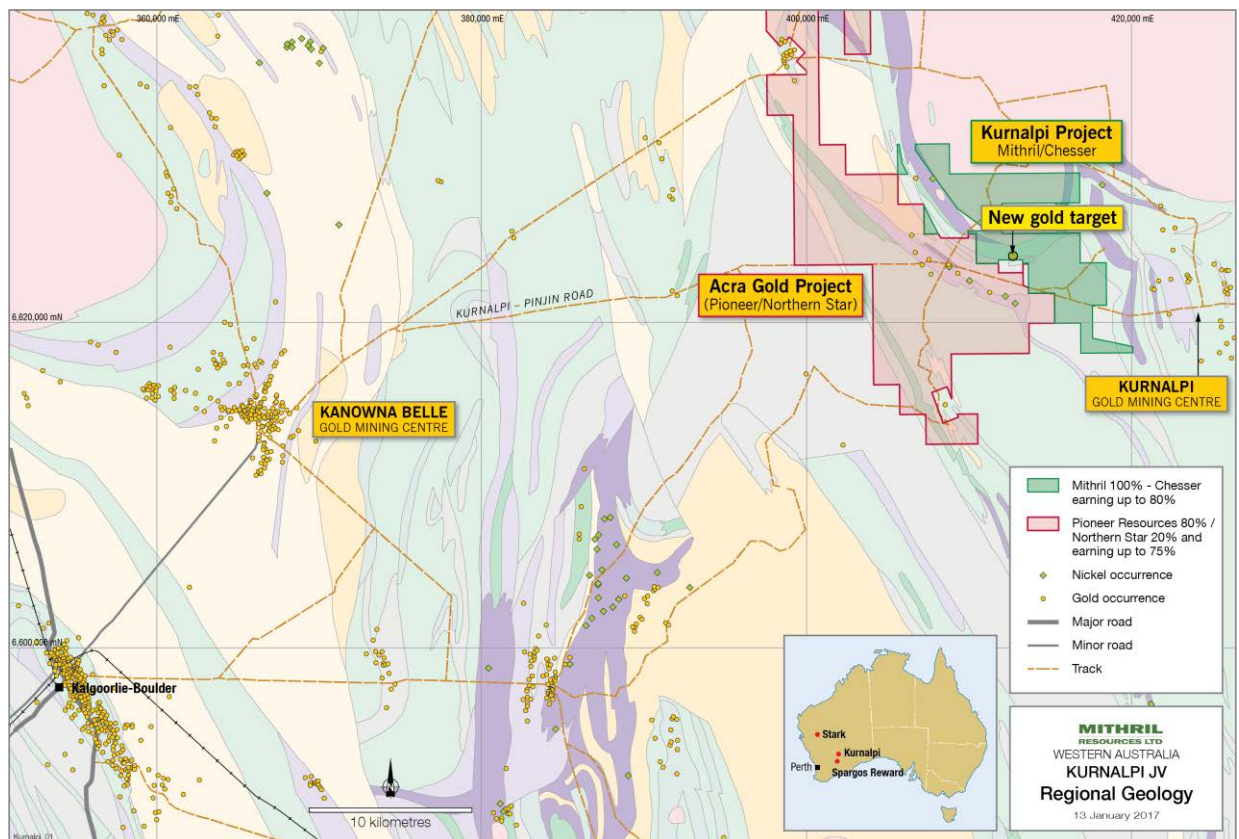 360,000 mE
380,000 mE
400,000 mE
420,000 mE
Kurnalpi Project
Mithril/Chesser
New gold target
Acra Gold Project
(Pioneer/Northern Star)
KURNALPI – PINJIN ROAD
6,620,000 mN
KANOWNA BELLE
GOLD MINING CENTRE
KURNALPI
GOLD MINING CENTRE
Mithril 100% - Chesser
earning up to 80%
Pioneer Resources 80% /
Northern Star 20% and
earning up to 75%
Nickel occurrence
Gold occurrence
Major road
Minor road
Track
6,600,000 mN
Kalgoorlie-Boulder
10 kilometres
Stark
Kurnalpi
Perth
Spargos Reward
MITHRIL
RESOURCES LTD
WESTERN AUSTRALIA
KURNALPI JV
Regional Geology
13 January 2017
Kurnalpi_01